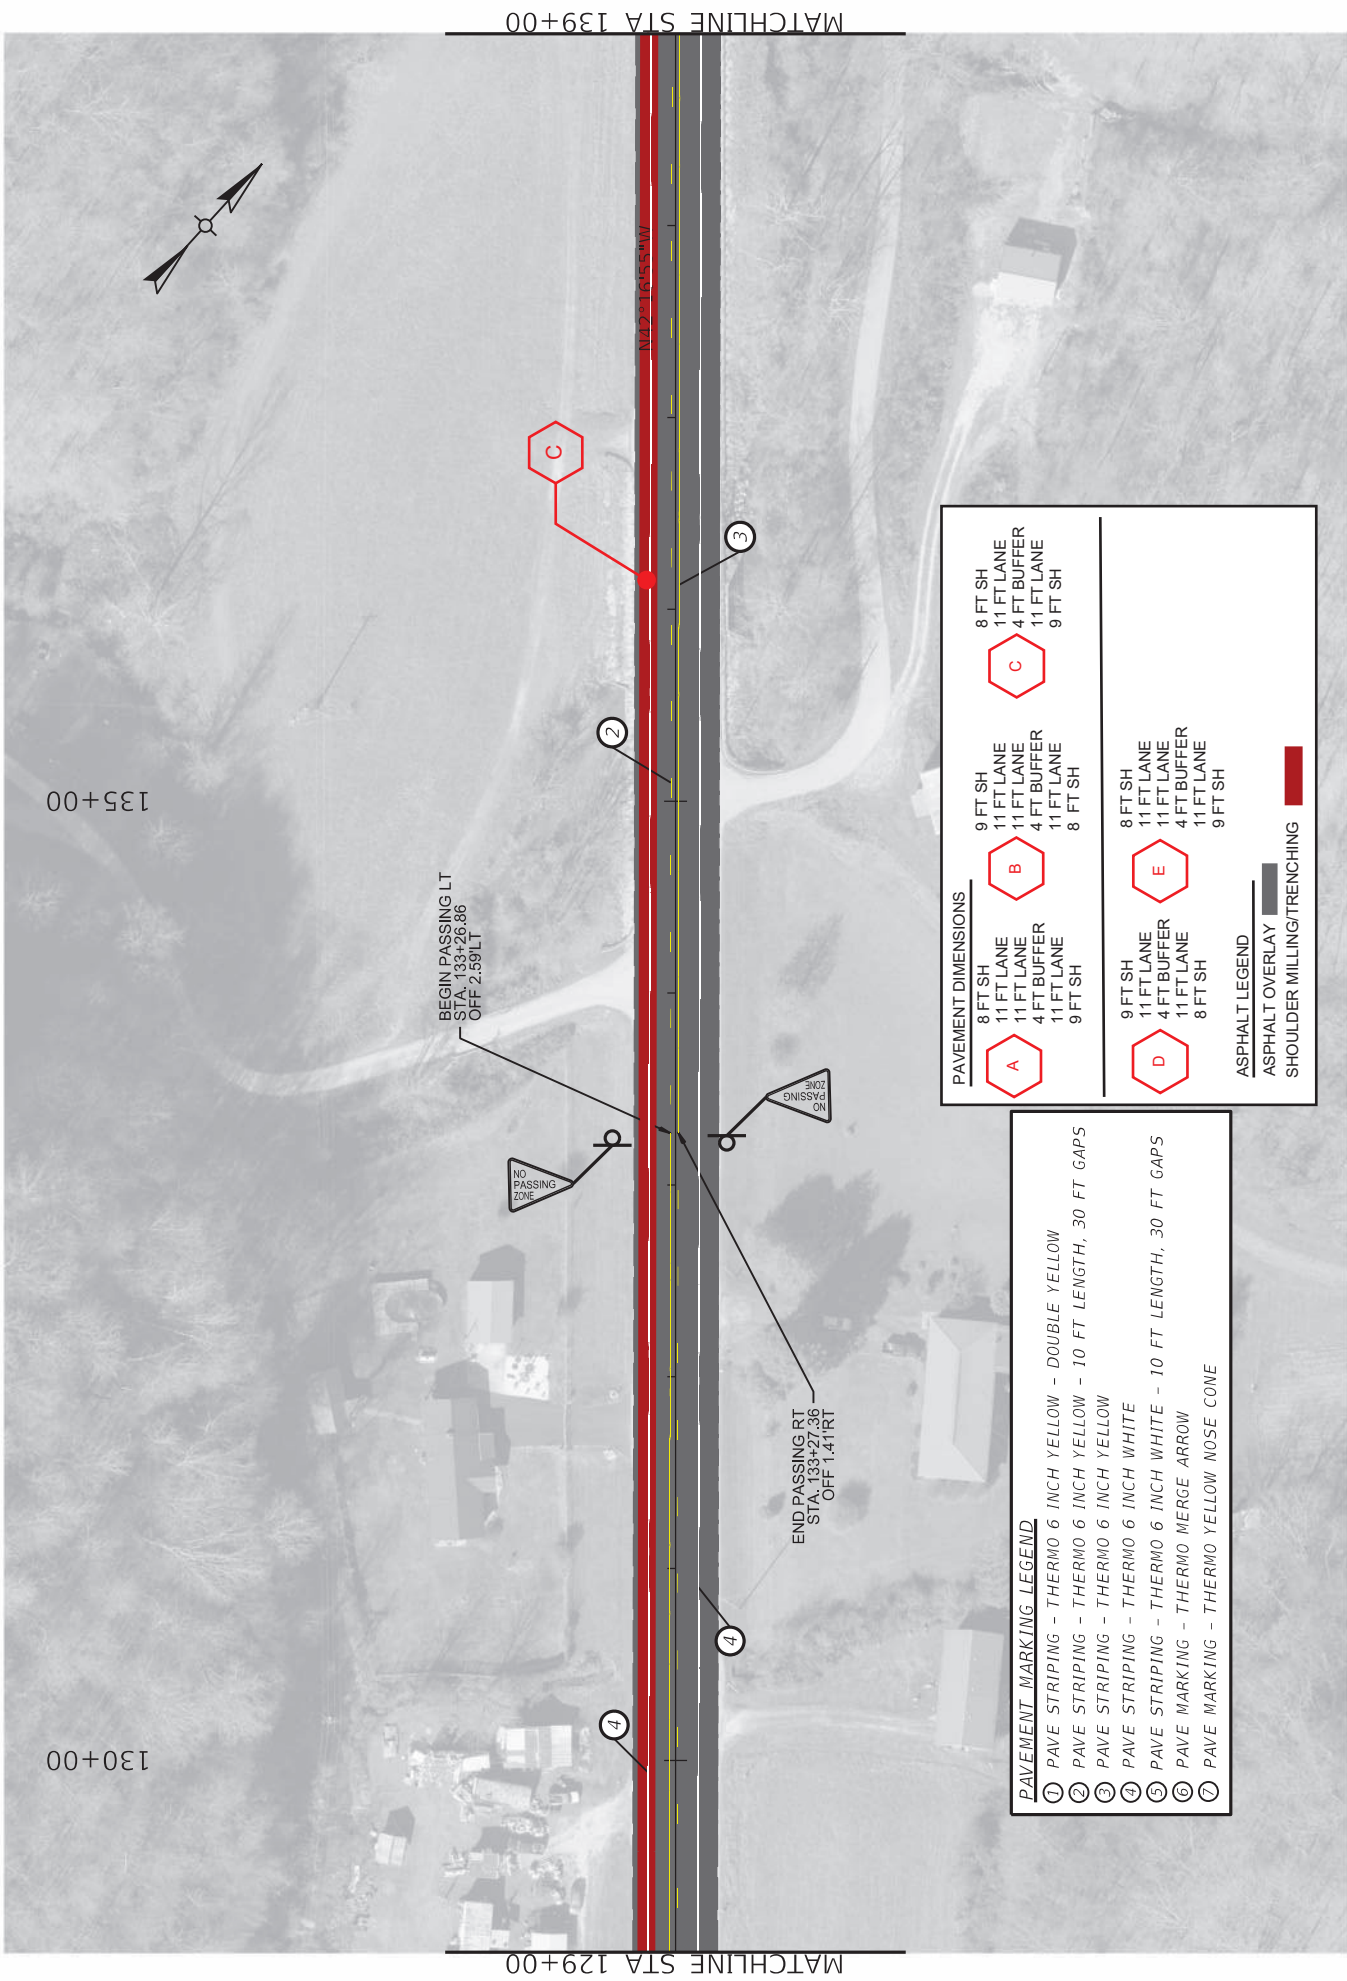 MATCHLINE STA 139+00
N42°16'55"W
C
3
2
135+00
BEGIN PASSING LT
STA. 133+26.86
OFF 2.59'LT
NO
PASSING
ZONE
NO
PASSING
ZONE
END PASSING RT
STA. 133+27.36
OFF 1.41'RT
4
4
130+00
MATCHLINE STA 129+00
PAVEMENT DIMENSIONS
A
8 FT SH
11 FT LANE
11 FT LANE
4 FT BUFFER
11 FT LANE
9 FT SH
B
9 FT SH
11 FT LANE
11 FT LANE
4 FT BUFFER
11 FT LANE
8 FT SH
C
8 FT SH
11 FT LANE
4 FT BUFFER
11 FT LANE
9 FT SH
D
9 FT SH
11 FT LANE
4 FT BUFFER
11 FT LANE
8 FT SH
E
8 FT SH
11 FT LANE
11 FT LANE
4 FT BUFFER
11 FT LANE
9 FT SH
ASPHALT LEGEND
ASPHALT OVERLAY
SHOULDER MILLING/TRENCHING
PAVEMENT MARKING LEGEND
1 PAVE STRIPING - THERMO 6 INCH YELLOW - DOUBLE YELLOW
2 PAVE STRIPING - THERMO 6 INCH YELLOW - 10 FT LENGTH, 30 FT GAPS
3 PAVE STRIPING - THERMO 6 INCH YELLOW
4 PAVE STRIPING - THERMO 6 INCH WHITE
5 PAVE STRIPING - THERMO 6 INCH WHITE - 10 FT LENGTH, 30 FT GAPS
6 PAVE MARKING - THERMO MERGE ARROW
7 PAVE MARKING - THERMO YELLOW NOSE CONE